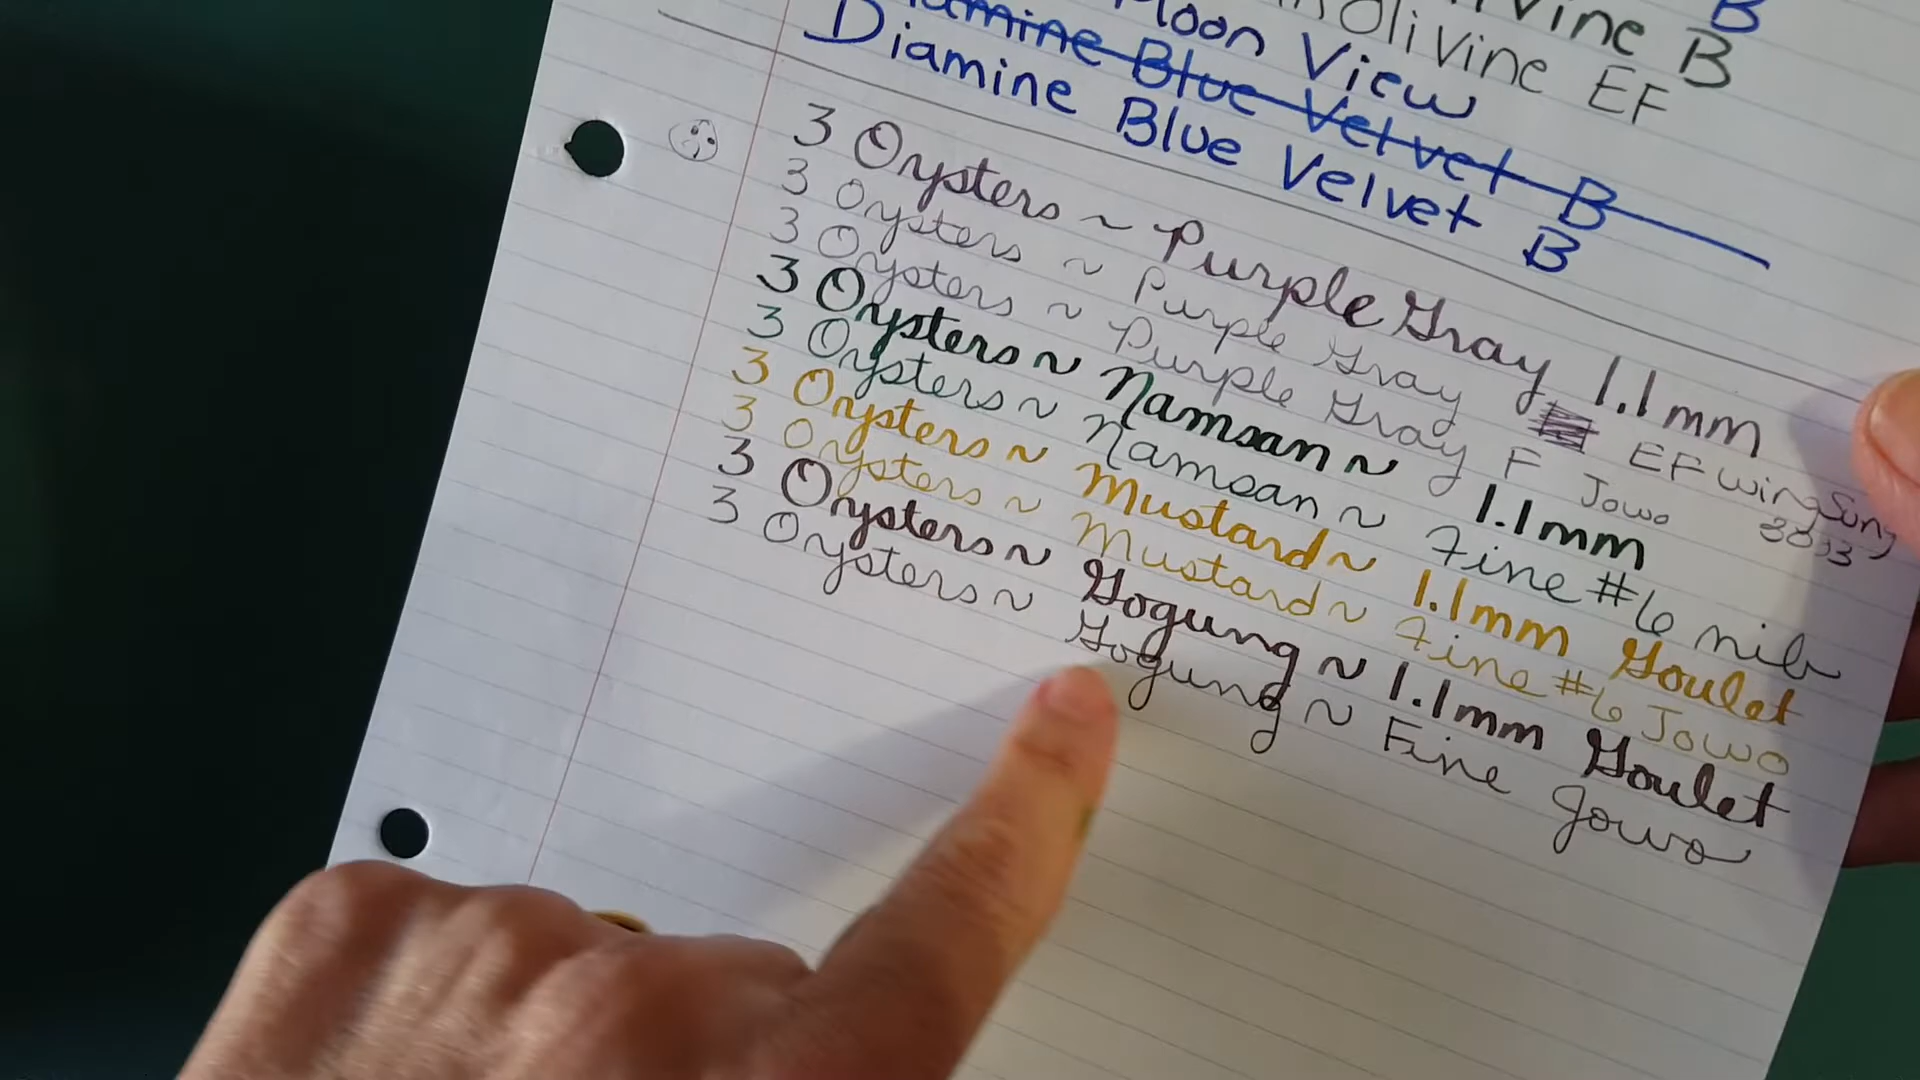 B
vine B
Olivine EF
Moon View
Diamine Blue Velvet B
Diamine Blue Velvet B
3 Oysters ~ Purple Gray 1.1mm
3 Oysters ~ Purple Gray EF Wing Sung
3 Oysters ~ Purple Gray F Jowo
3 Oysters ~ Namsan ~ 1.1mm
3 Oysters ~ Namsan ~ Fine #6 nib
3 Oysters ~ Mustard ~ 1.1mm Goulet
3 Oysters ~ Mustard ~ Fine #6 Jowo
3 Oysters ~ Gogung ~ 1.1mm Goulet
3 Oysters ~ Gogung ~ Fine Jowo